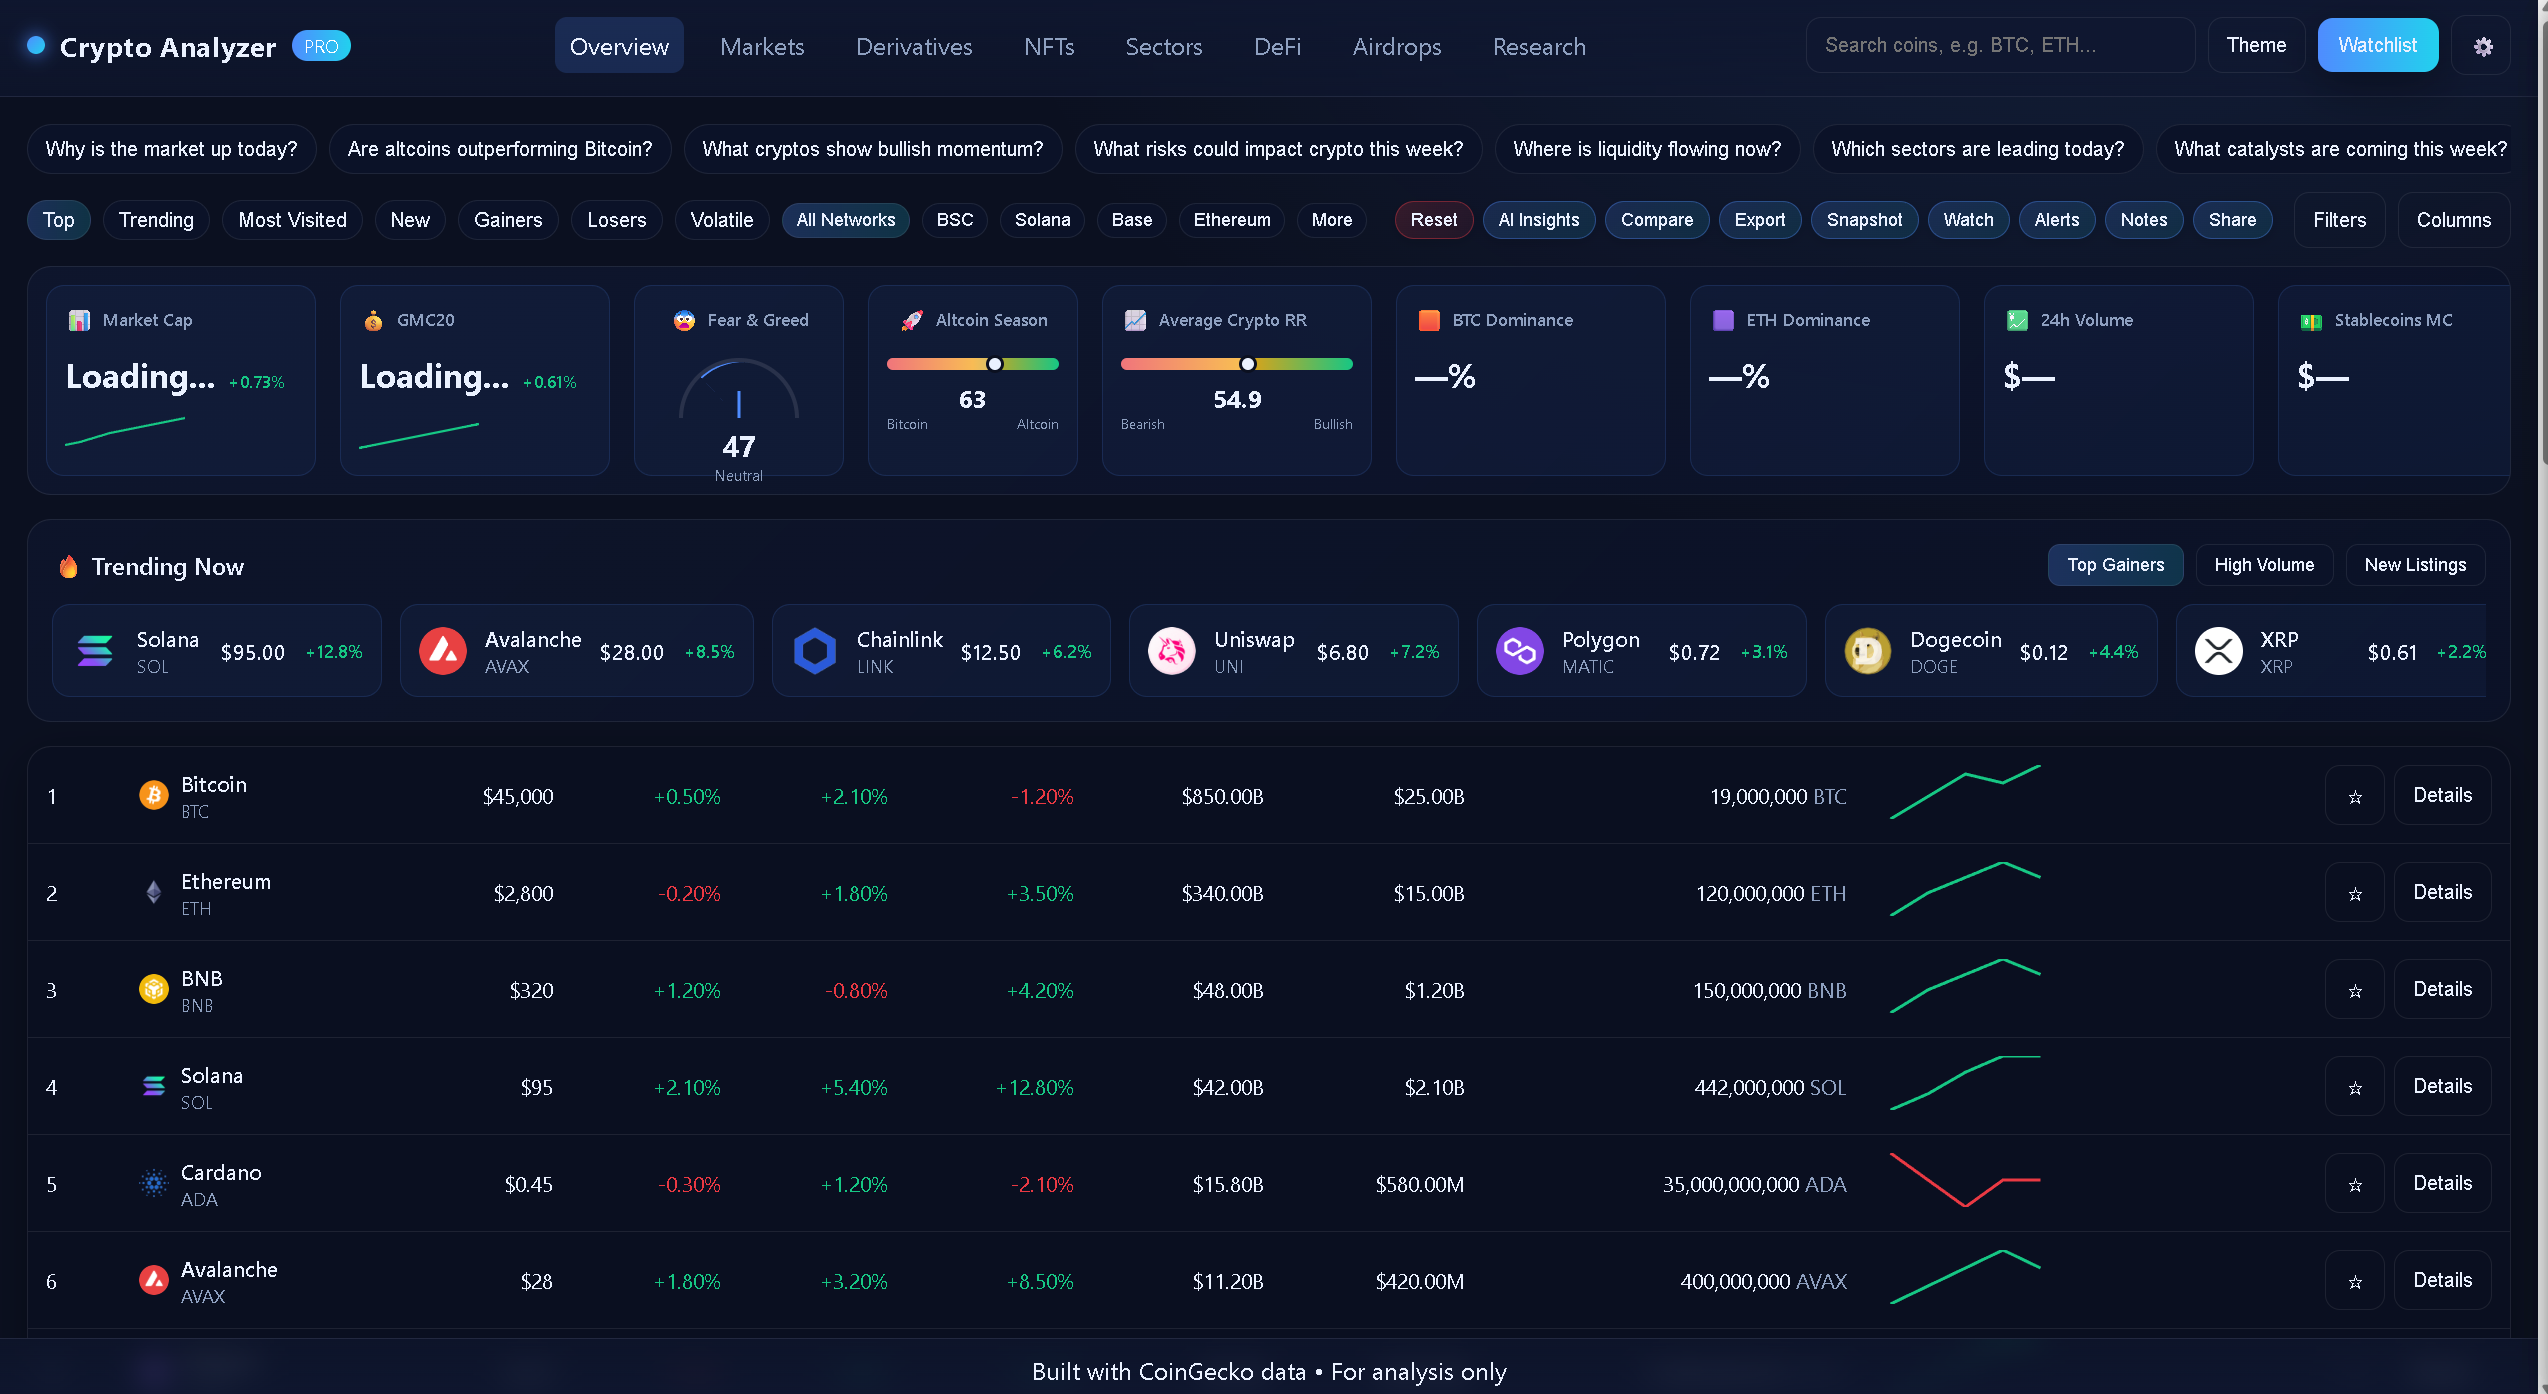 Crypto Analyzer PRO Overview Markets Derivatives NFTs Sectors DeFi Airdrops Research Search coins, e.g. BTC, ETH... Theme Watchlist
Why is the market up today? Are altcoins outperforming Bitcoin? What cryptos show bullish momentum? What risks could impact crypto this week? Where is liquidity flowing now? Which sectors are leading today? What catalysts are coming this week?
Top Trending Most Visited New Gainers Losers Volatile All Networks BSC Solana Base Ethereum More Reset AI Insights Compare Export Snapshot Watch Alerts Notes Share Filters Columns
Market Cap GMC20 Fear & Greed Altcoin Season Average Crypto RR BTC Dominance ETH Dominance 24h Volume Stablecoins MC
Loading... +0.73% Loading... +0.61% —% —% $— $—
63 54.9
Bitcoin Altcoin Bearish Bullish
47
Neutral
Trending Now Top Gainers High Volume New Listings
Solana $95.00 +12.8% Avalanche $28.00 +8.5% Chainlink $12.50 +6.2% Uniswap $6.80 +7.2% Polygon $0.72 +3.1% Dogecoin $0.12 +4.4% XRP $0.61 +2.2%
SOL AVAX LINK UNI MATIC DOGE XRP
1 Bitcoin $45,000 +0.50% +2.10% -1.20% $850.00B $25.00B 19,000,000 BTC ☆ Details
BTC
2 Ethereum $2,800 -0.20% +1.80% +3.50% $340.00B $15.00B 120,000,000 ETH ☆ Details
ETH
3 BNB $320 +1.20% -0.80% +4.20% $48.00B $1.20B 150,000,000 BNB ☆ Details
BNB
4 Solana $95 +2.10% +5.40% +12.80% $42.00B $2.10B 442,000,000 SOL ☆ Details
SOL
5 Cardano $0.45 -0.30% +1.20% -2.10% $15.80B $580.00M 35,000,000,000 ADA ☆ Details
ADA
6 Avalanche $28 +1.80% +3.20% +8.50% $11.20B $420.00M 400,000,000 AVAX ☆ Details
AVAX
Built with CoinGecko data • For analysis only